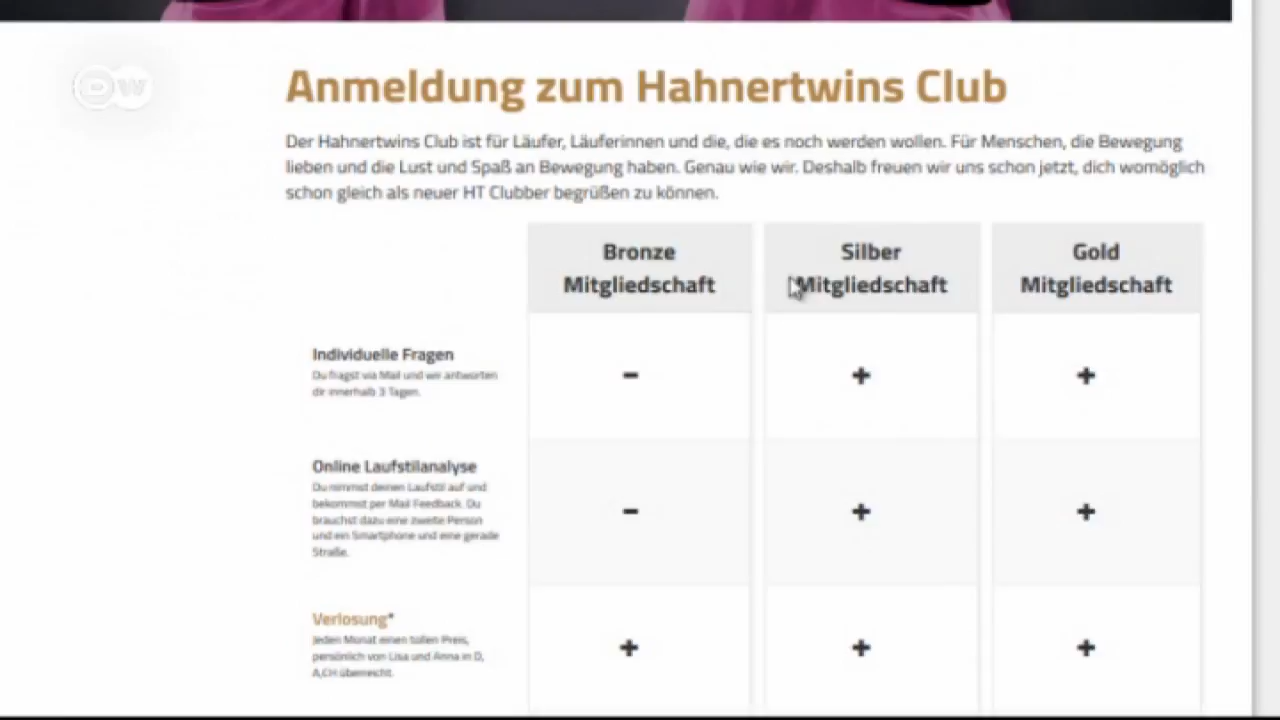 DW
Anmeldung zum Hahnertwins Club
Der Hahnertwins Club ist für Läufer, Läuferinnen und die, die es noch werden wollen. Für Menschen, die Bewegung
lieben und die Lust und Spaß an Bewegung haben. Genau wie wir. Deshalb freuen wir uns schon jetzt, dich womöglich
schon gleich als neuer HT Clubber begrüßen zu können.
Bronze
Mitgliedschaft
Silber
Mitgliedschaft
Gold
Mitgliedschaft
Individuelle Fragen
Du fragst via Mail und wir antworten
dir innerhalb 3 Tagen.
- + +
Online Laufstilanalyse
Du nimmst deinen Laufstil auf und
bekommst per Mail Feedback. Du
brauchst dazu eine zweite Person
und ein Smartphone und eine gerade
Straße.
- + +
Verlosung*
Jeden Monat einen tollen Preis,
persönlich von Lisa und Anna in D,
A,CH überreicht.
+ + +